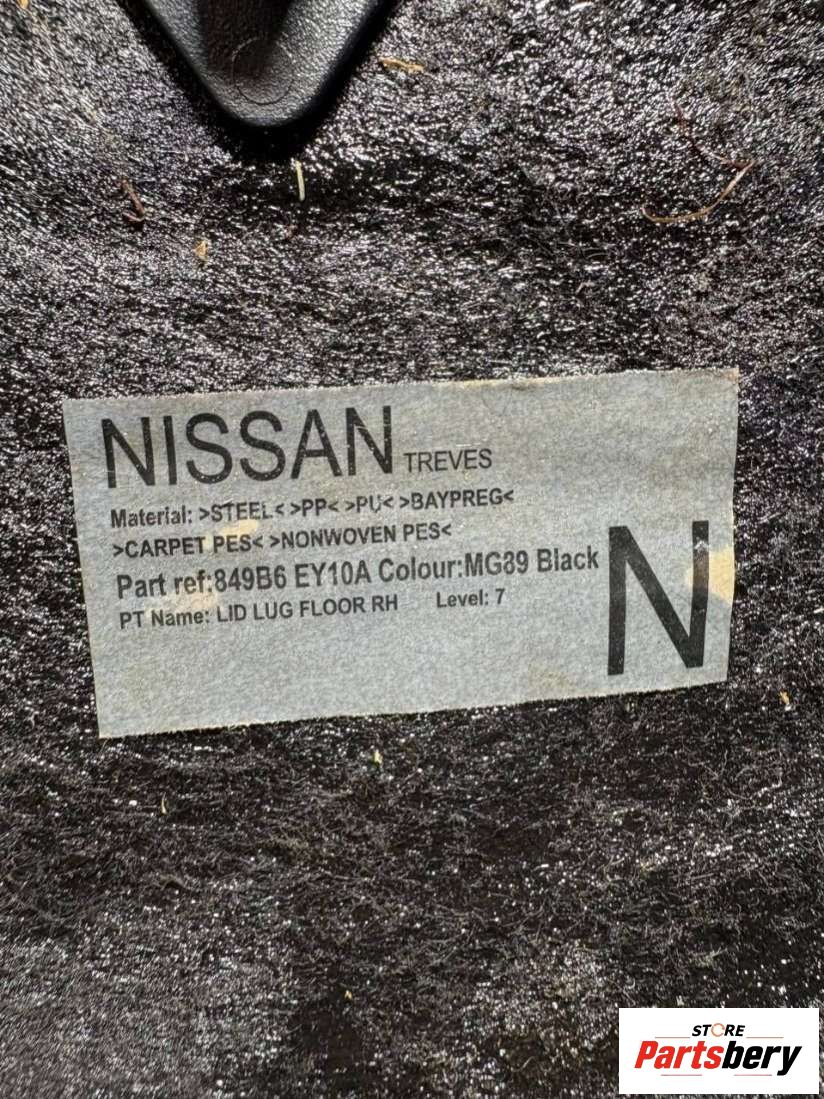 NISSAN TREVES
Material: >STEEL< >PP< >PU< >BAYPREG<
>CARPET PES< >NONWOVEN PES<
Part ref:849B6 EY10A Colour:MG89 Black
PT Name: LID LUG FLOOR RH Level: 7
N
STORE
Partsbery